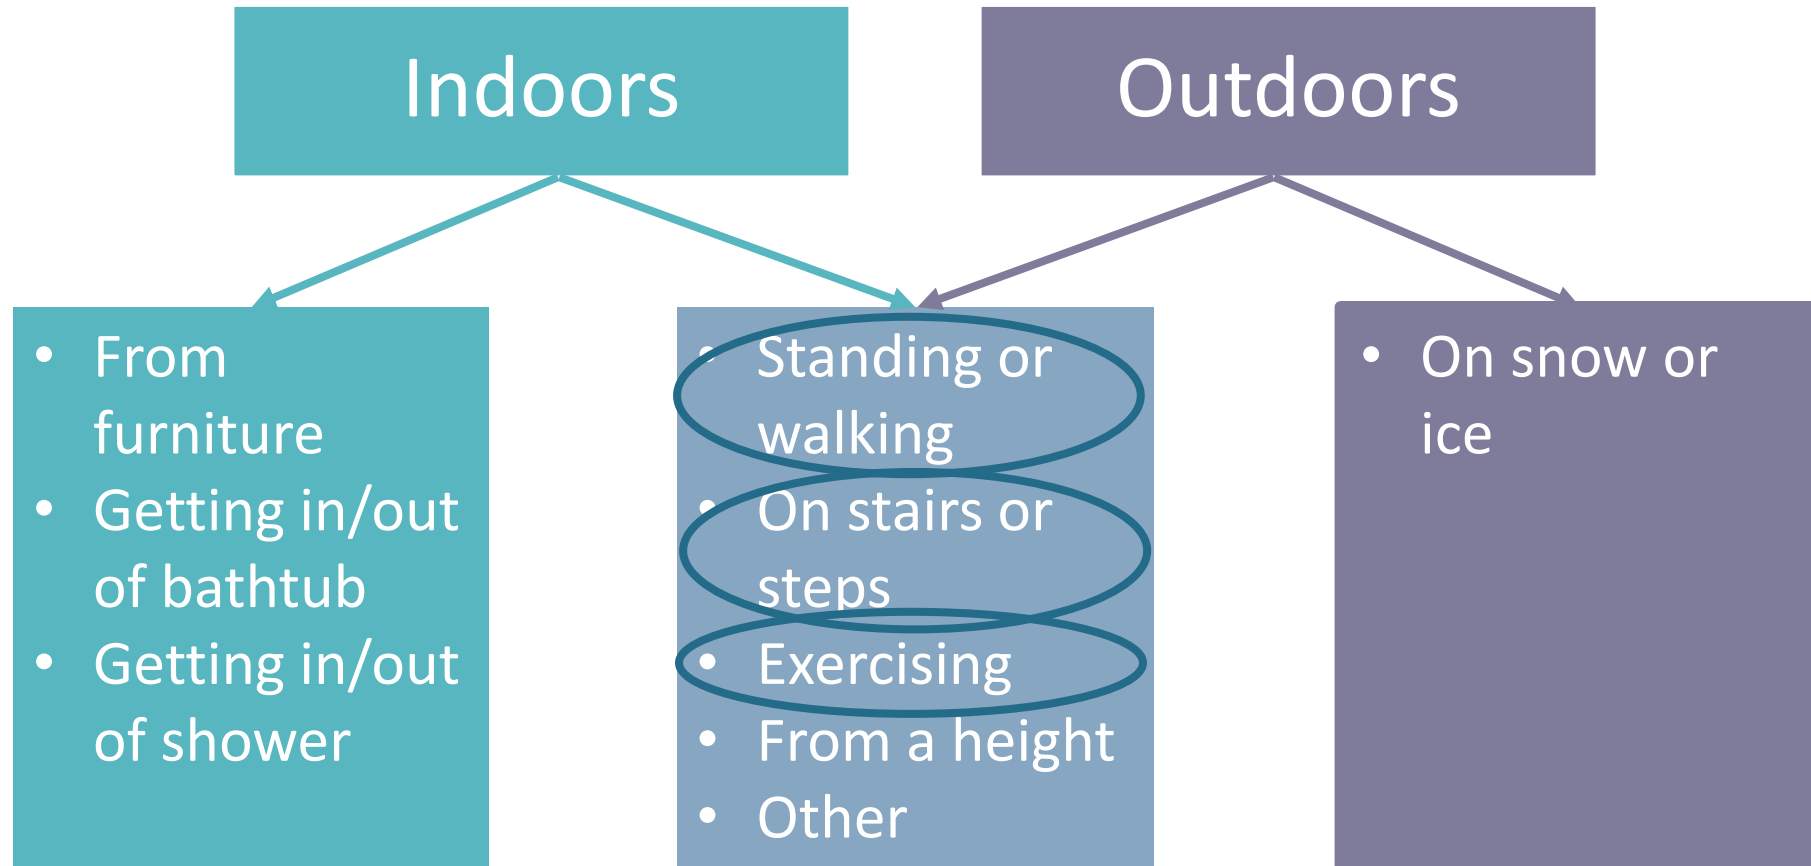 Indoors
Outdoors
• From
furniture
• Getting in/out
of bathtub
• Getting in/out
of shower
• Standing or
walking
• On stairs or
steps
• Exercising
• From a height
• Other
• On snow or
ice